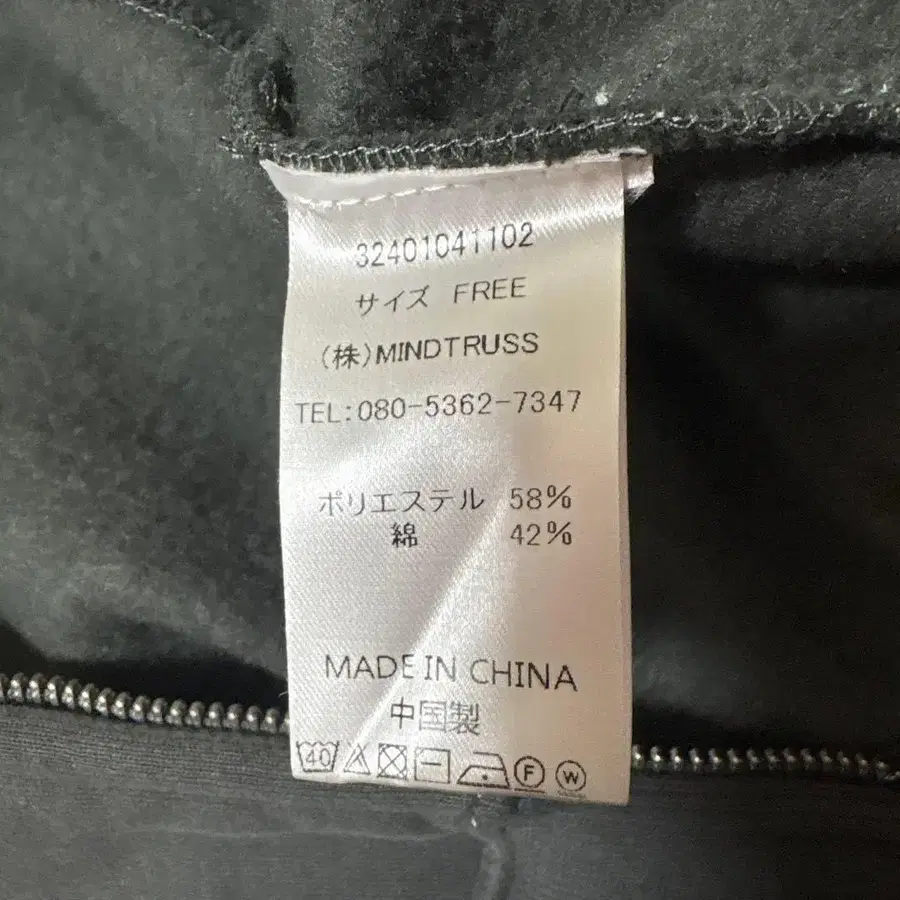 32401041102
サイズ FREE
(株)MINDTRUSS
TEL:080-5362-7347
ポリエステル 58%
綿 42%
MADE IN CHINA
中国製
40 F W